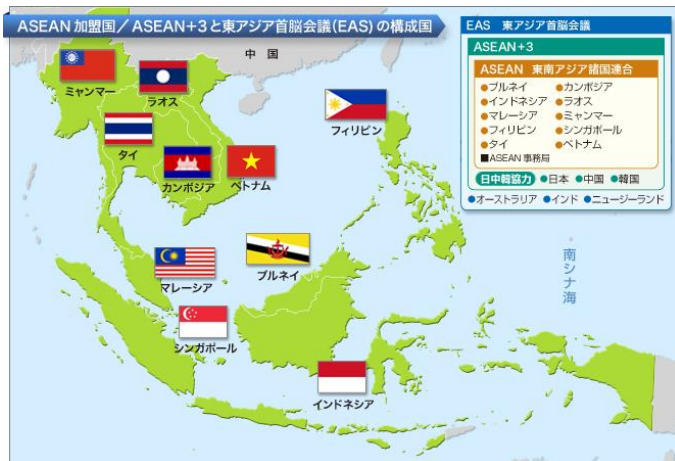 ASEAN 加盟国／ASEAN+3と東アジア首脳会議(EAS)の構成国
中 国
ミャンマー
ラオス
タイ
カンボジア
ベトナム
フィリピン
マレーシア
ブルネイ
シンガポール
インドネシア
南シナ海
EAS 東アジア首脳会議
ASEAN+3
ASEAN 東南アジア諸国連合
●ブルネイ ●カンボジア
●インドネシア ●ラオス
●マレーシア ●ミャンマー
●フィリピン ●シンガポール
●タイ ●ベトナム
■ASEAN事務局
日中韓協力 ●日本 ●中国 ●韓国
●オーストラリア ●インド ●ニュージーランド